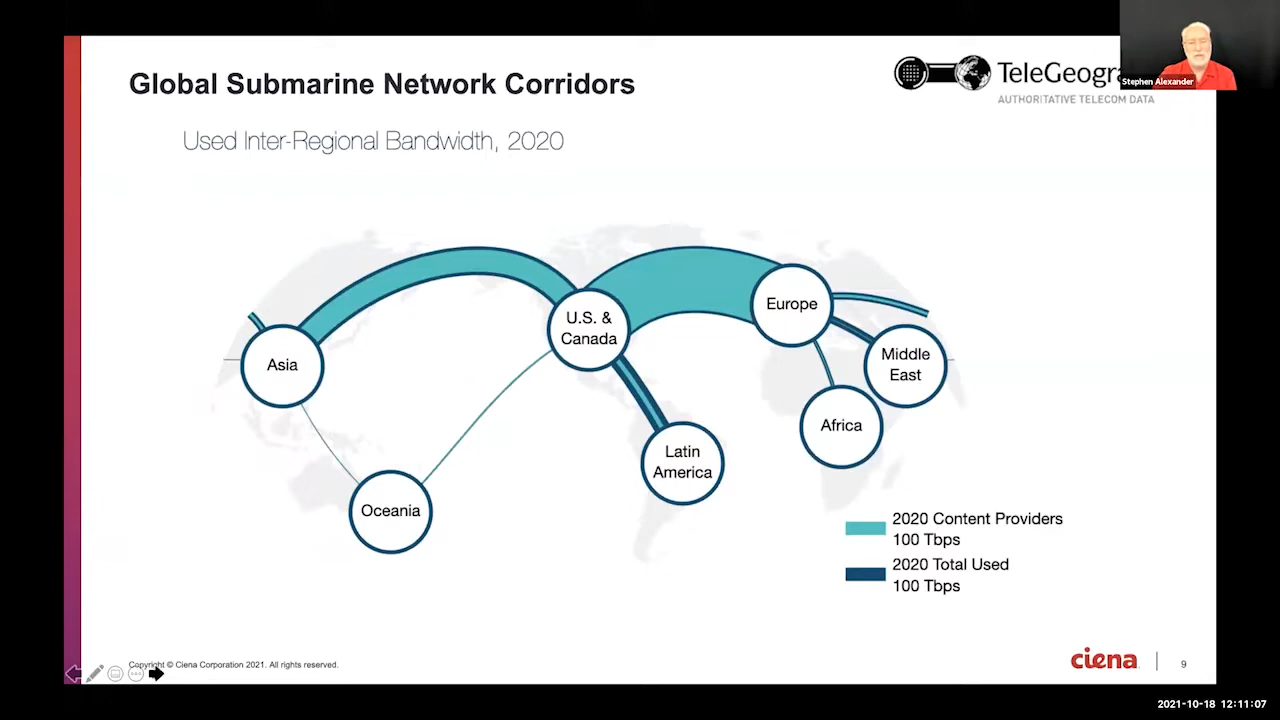 Global Submarine Network Corridors
TeleGeogra
Stephen Alexander
AUTHORITATIVE TELECOM DATA
Used Inter-Regional Bandwidth, 2020
U.S. &
Canada
Europe
Asia
Middle
East
Africa
Latin
America
Oceania
2020 Content Providers
100 Tbps
2020 Total Used
100 Tbps
Copyright © Ciena Corporation 2021. All rights reserved.
ciena
9
2021-10-18 12:11:07